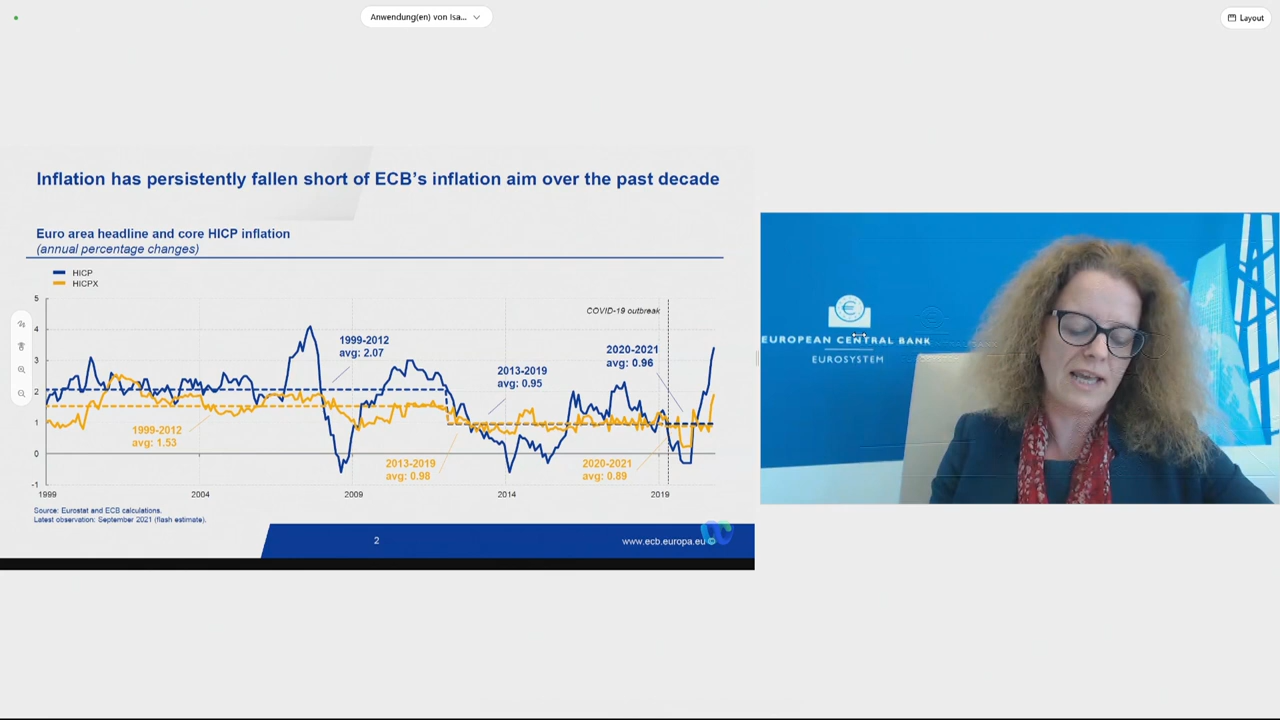 Anwendung(en) von Isa...
Layout
Inflation has persistently fallen short of ECB's inflation aim over the past decade
Euro area headline and core HICP inflation
(annual percentage changes)
HICP
HICPX
5
4
3
2
1
0
-1
COVID-19 outbreak
1999-2012
avg: 2.07
2013-2019
avg: 0.95
2020-2021
avg: 0.96
1999-2012
avg: 1.53
2013-2019
avg: 0.98
2020-2021
avg: 0.89
1999
2004
2009
2014
2019
Source: Eurostat and ECB calculations.
Latest observation: September 2021 (flash estimate).
2
www.ecb.europa.eu ©
EUROPEAN CENTRAL BANK
EUROSYSTEM